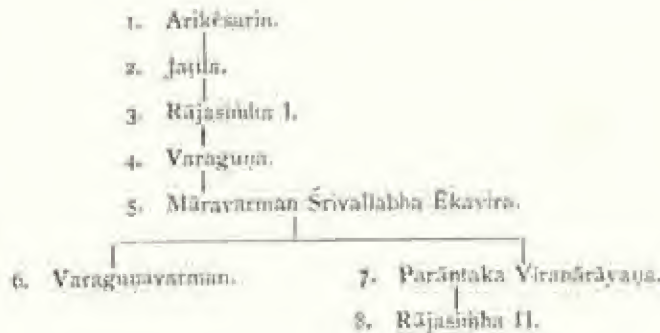 1. Arikēsarin.
2. Jaṭila.
3. Rājasiṁha I.
4. Varaguṇa.
5. Māravarman Śrīvallabha Ēkavīra.
6. Varaguṇavarman. 7. Parāntaka Vīranārāyaṇa.
8. Rājasiṁha II.